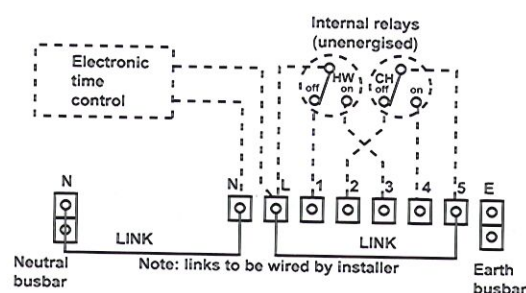 Internal relays
(unenergised)
Electronic
time
control
HW
CH
off
on
off
on
N
N
L
1
2
3
4
5
E
LINK
LINK
Neutral
busbar
Note: links to be wired by installer
Earth
busbar